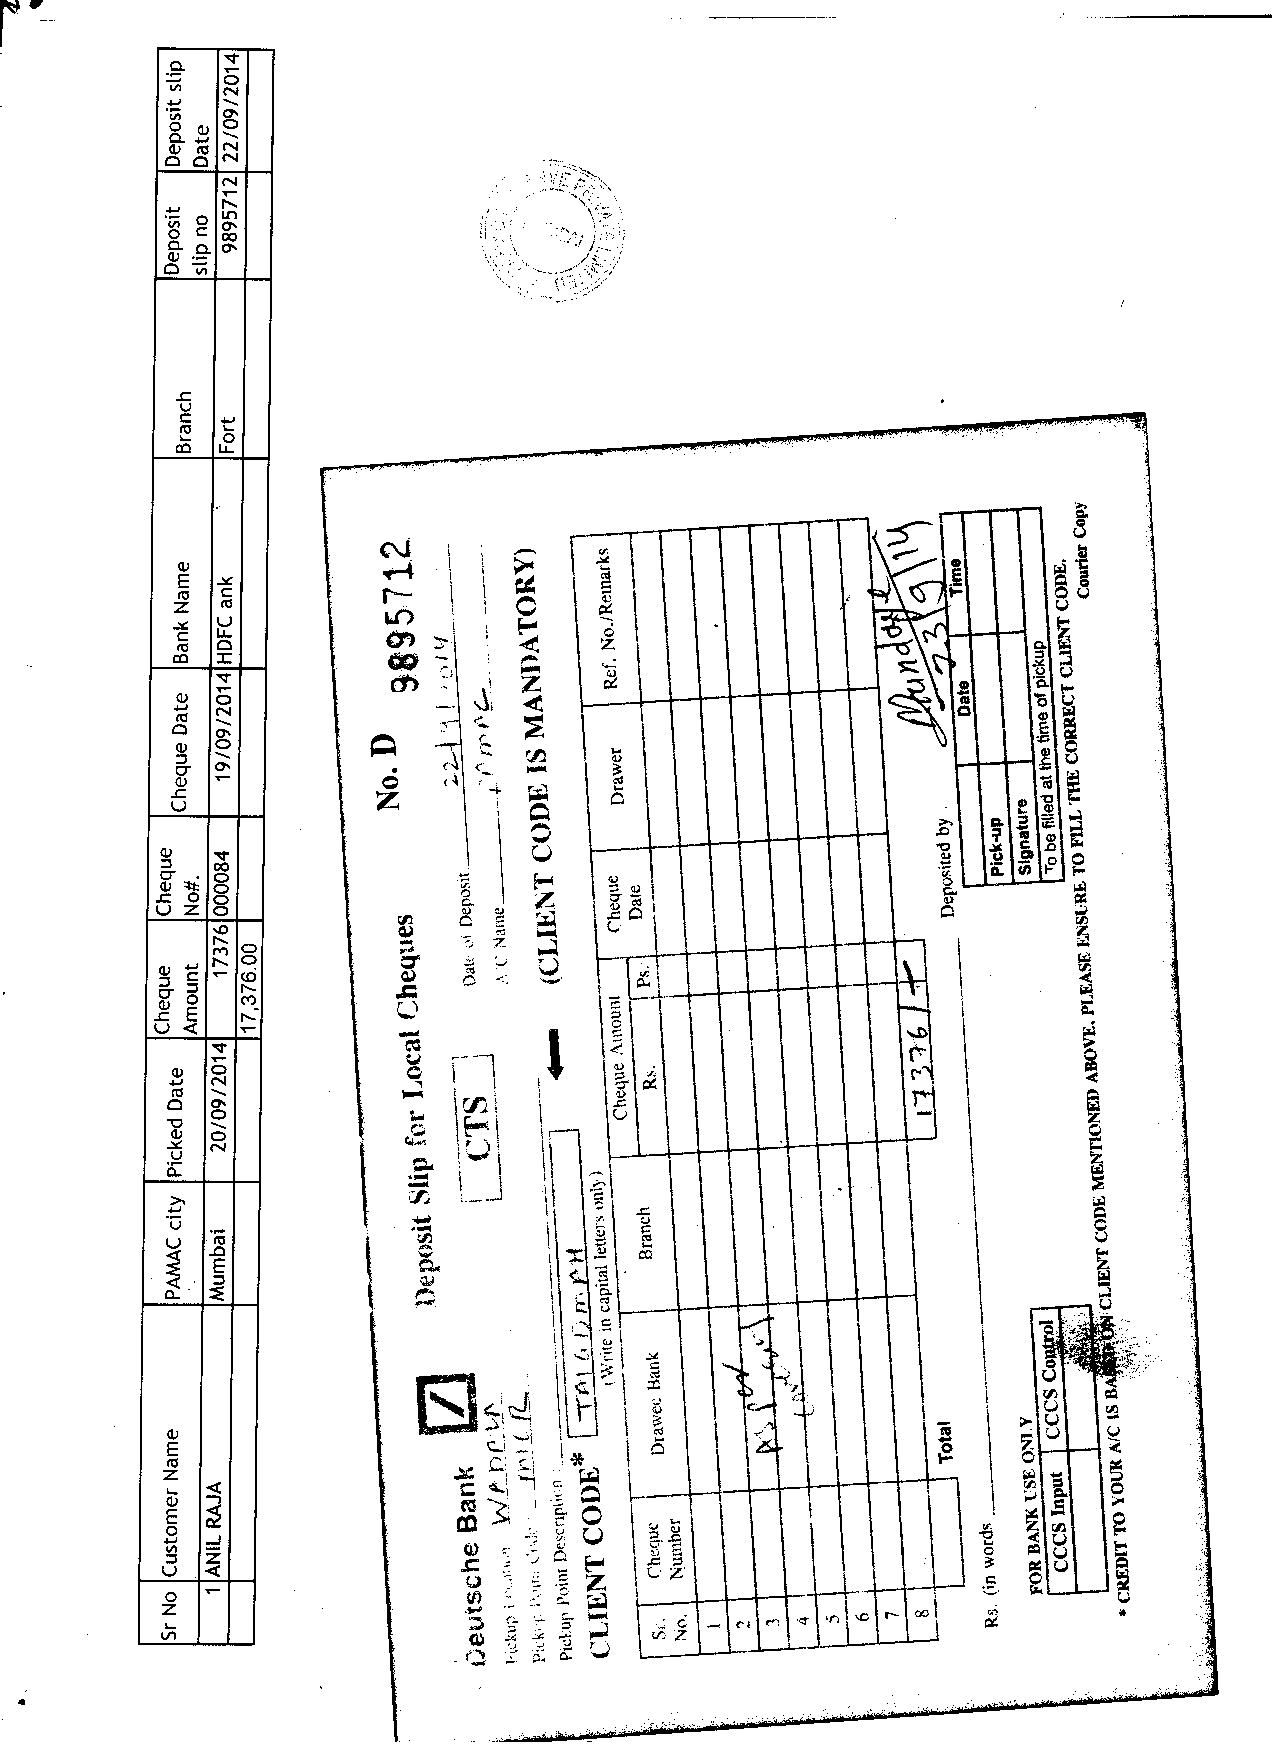 Sr No Customer Name PAMAC city Picked Date Cheque Amount Cheque No#. Cheque Date Bank Name Branch Deposit slip no Deposit slip Date
1 ANIL RAJA Mumbai 20/09/2014 17376 000084 19/09/2014 HDFC ank Fort 9895712 22/09/2014
17,376.00
Deutsche Bank
Deposit Slip for Local Cheques
No. D 9895712
CTS
Date of Deposit 22/9/2014
Pickup Location
A/C Name
Pickup Point Code MICR
Pickup Point Description
CLIENT CODE*
(CLIENT CODE IS MANDATORY)
(Write in capital letters only)
Sr. No. Cheque Number Drawee Bank Branch Cheque Amount Cheque Date Drawer Ref. No./Remarks
Rs. Ps.
1
2
3
4
5
6
7
8
As per
Total 17376/-
23/9/14
Rs. (in words
Deposited by
Date Time
Pick-up
Signature
To be filled at the time of pickup
FOR BANK USE ONLY
CCCS Input CCCS Control
* CREDIT TO YOUR A/C IS BASED ON CLIENT CODE MENTIONED ABOVE. PLEASE ENSURE TO FILL THE CORRECT CLIENT CODE.
Courier Copy